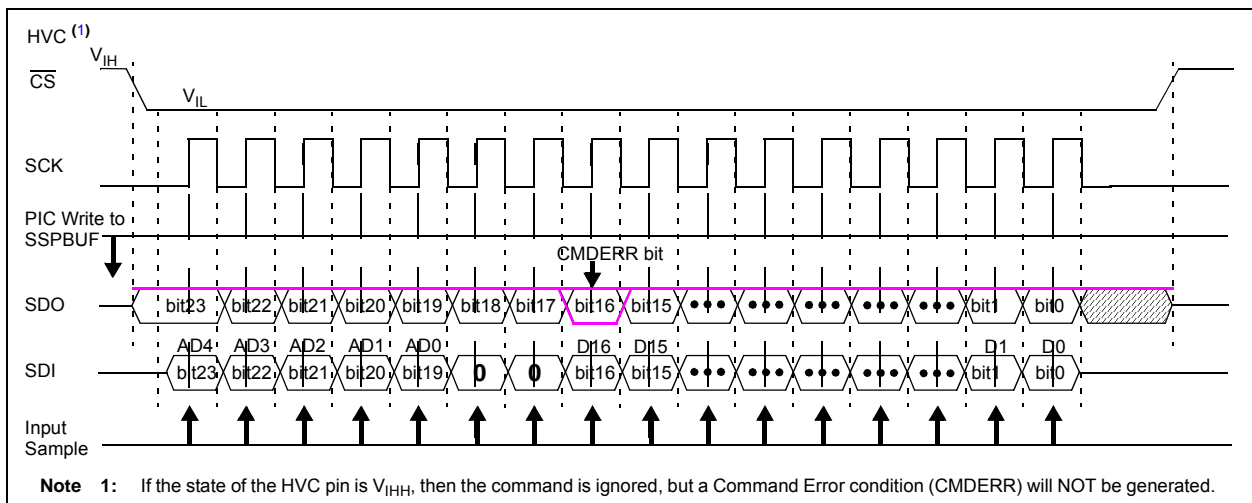 HVC (1)
VIH
CS
VIL
SCK
PIC Write to
SSPBUF
CMDERR bit
SDO bit23 bit22 bit21 bit20 bit19 bit18 bit17 bit16 bit15 ••• ••• ••• ••• ••• bit1 bit0
AD4 AD3 AD2 AD1 AD0 D16 D15 D1 D0
SDI bit23 bit22 bit21 bit20 bit19 0 0 bit16 bit15 ••• ••• ••• ••• ••• bit1 bit0
Input
Sample
Note 1: If the state of the HVC pin is VIHH, then the command is ignored, but a Command Error condition (CMDERR) will NOT be generated.